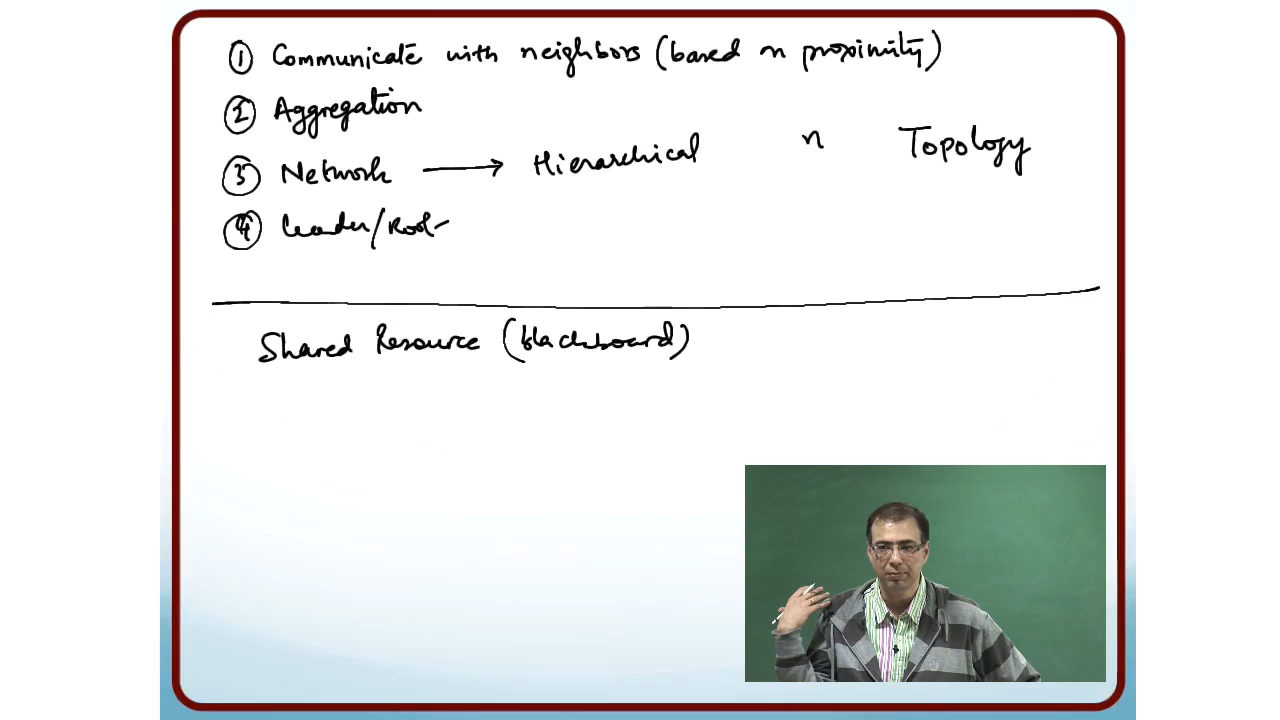 ① Communicate with neighbors (based on proximity)
② Aggregation
③ Network → Hierarchical n Topology
④ Leader/Root
Shared Resource (blackboard)